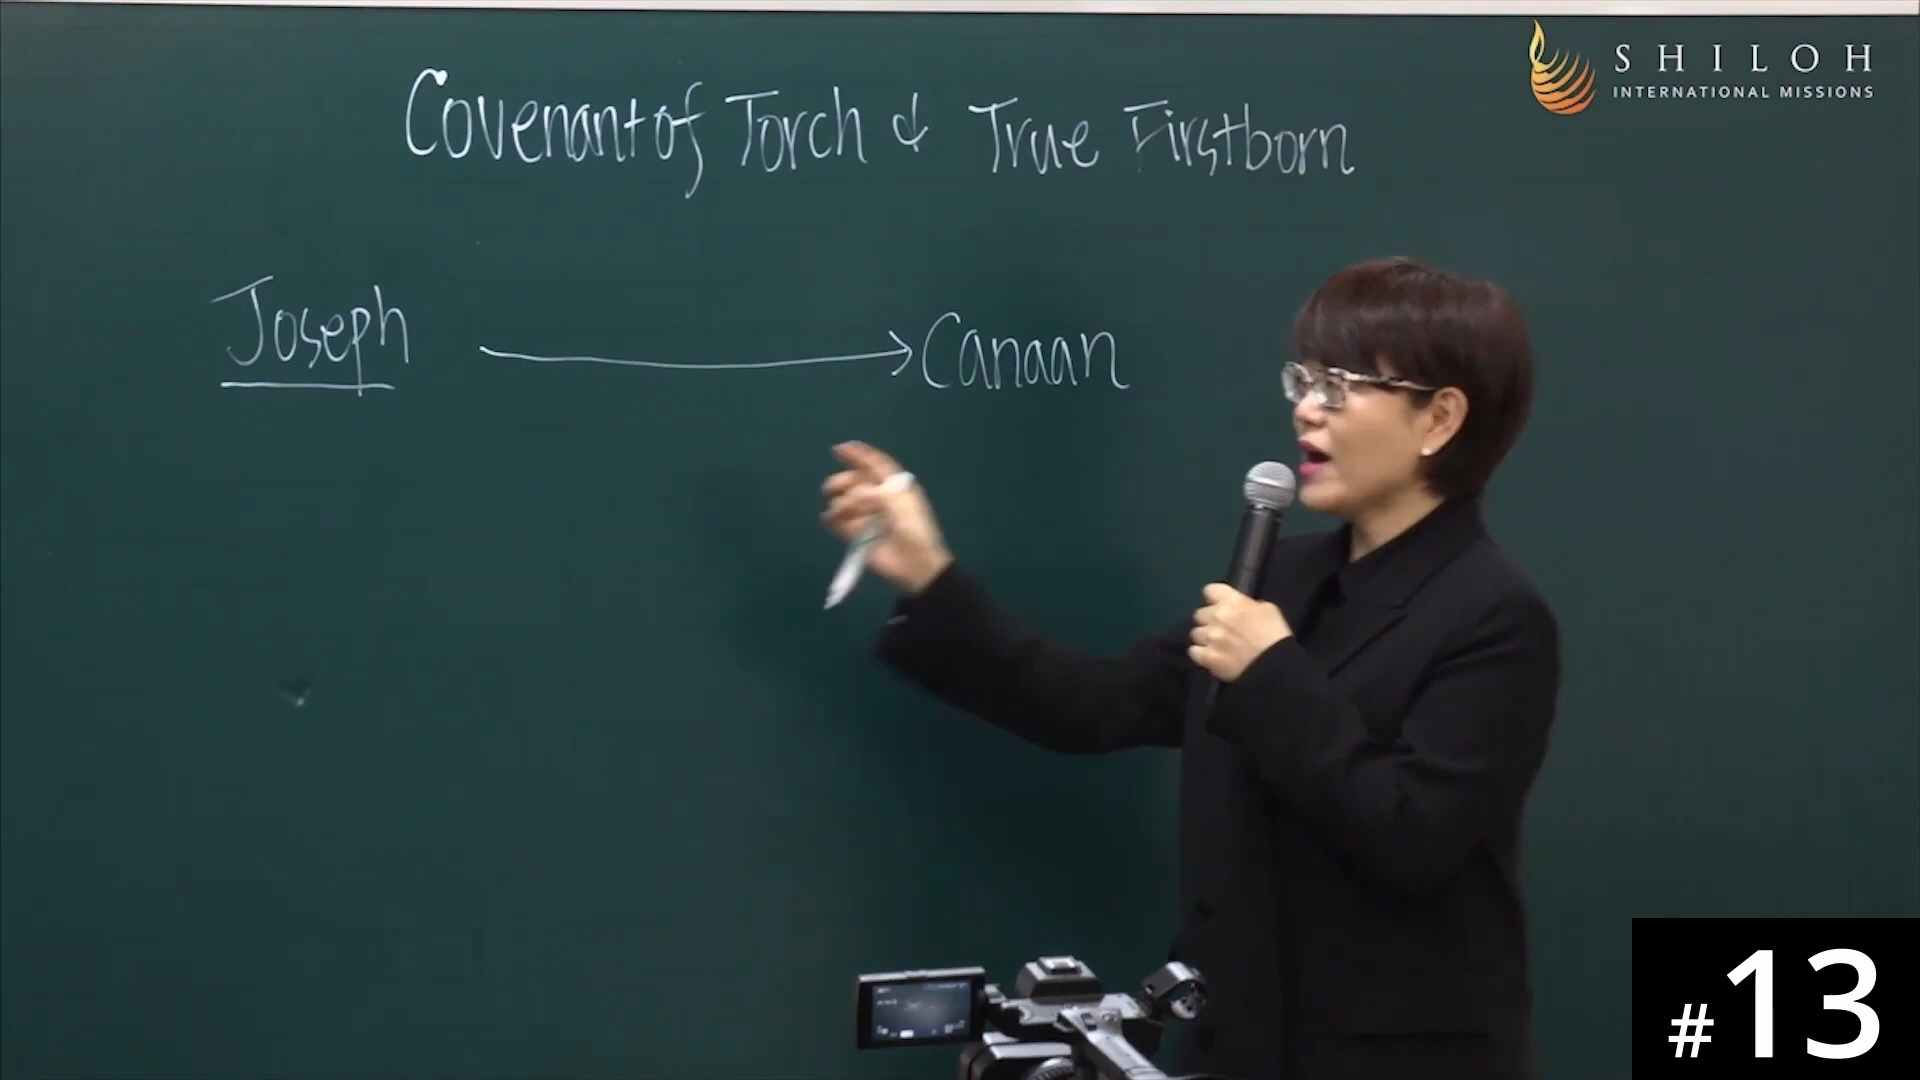 SHILOH
INTERNATIONAL MISSIONS
Covenant of Torch & True Firstborn
Joseph → Canaan
#13